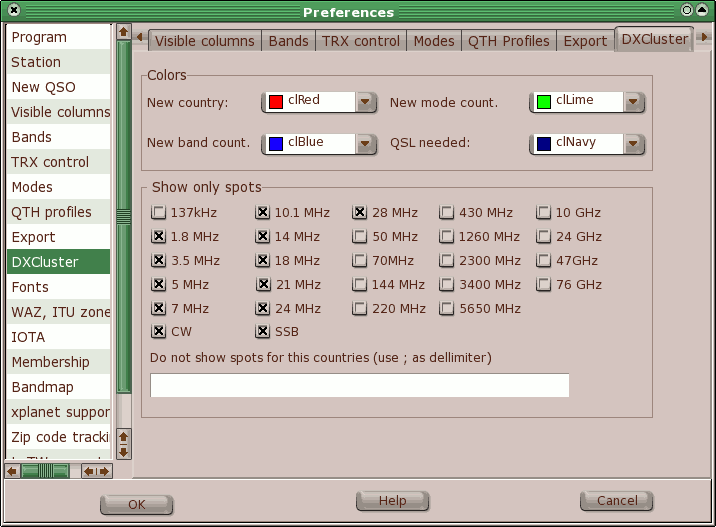 Preferences
Program
Station
New QSO
Visible columns
Bands
TRX control
Modes
QTH profiles
Export
DXCluster
Fonts
WAZ, ITU zone
IOTA
Membership
Bandmap
xplanet suppor
Zip code tracki
Visible columns Bands TRX control Modes QTH Profiles Export DXCluster
Colors
New country: clRed New mode count. clLime
New band count. clBlue QSL needed: clNavy
Show only spots
137kHz 10.1 MHz 28 MHz 430 MHz 10 GHz
1.8 MHz 14 MHz 50 MHz 1260 MHz 24 GHz
3.5 MHz 18 MHz 70MHz 2300 MHz 47GHz
5 MHz 21 MHz 144 MHz 3400 MHz 76 GHz
7 MHz 24 MHz 220 MHz 5650 MHz
CW SSB
Do not show spots for this countries (use ; as dellimiter)
OK Help Cancel